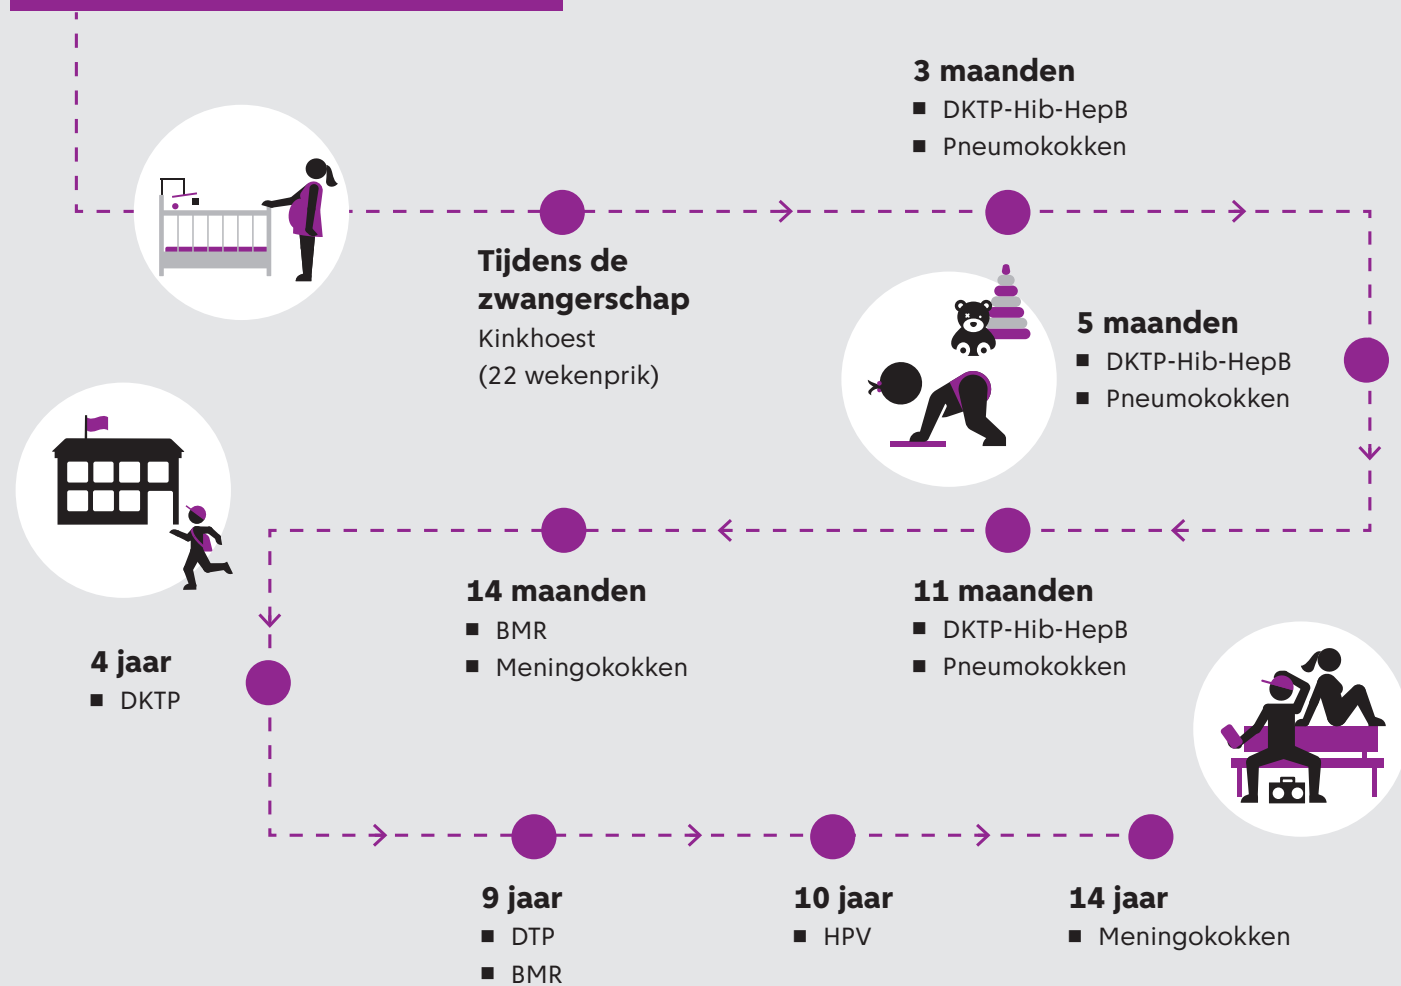 Tijdens de
zwangerschap
Kinkhoest
(22 wekenprik)
3 maanden
DKTP-Hib-HepB
Pneumokokken
5 maanden
DKTP-Hib-HepB
Pneumokokken
11 maanden
DKTP-Hib-HepB
Pneumokokken
14 maanden
BMR
Meningokokken
4 jaar
DKTP
9 jaar
DTP
BMR
10 jaar
HPV
14 jaar
Meningokokken